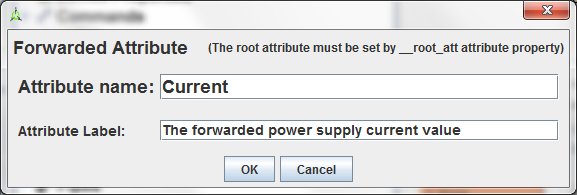 Commands
Forwarded Attribute (The root attribute must be set by __root_att attribute property)
Attribute name: Current
Attribute Label: The forwarded power supply current value
OK Cancel